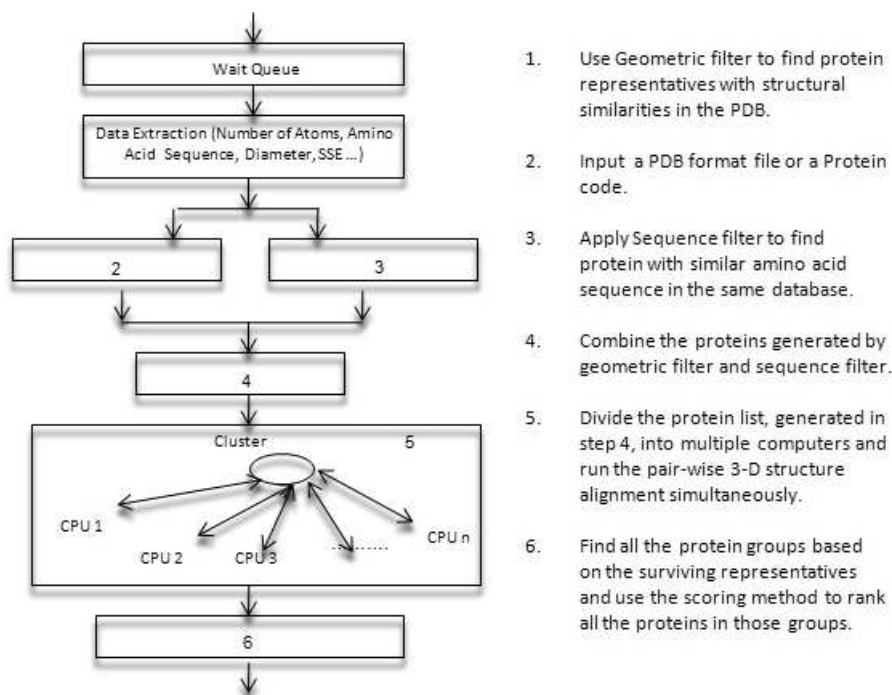 Wait Queue
Data Extraction (Number of Atoms, Amino
Acid Sequence, Diameter, SSE ...)
2
3
4
Cluster
5
CPU 1
CPU 2
CPU 3
..........
CPU n
6
1. Use Geometric filter to find protein
representatives with structural
similarities in the PDB.
2. Input a PDB format file or a Protein
code.
3. Apply Sequence filter to find
protein with similar amino acid
sequence in the same database.
4. Combine the proteins generated by
geometric filter and sequence filter.
5. Divide the protein list, generated in
step 4, into multiple computers and
run the pair-wise 3-D structure
alignment simultaneously.
6. Find all the protein groups based
on the surviving representatives
and use the scoring method to rank
all the proteins in those groups.